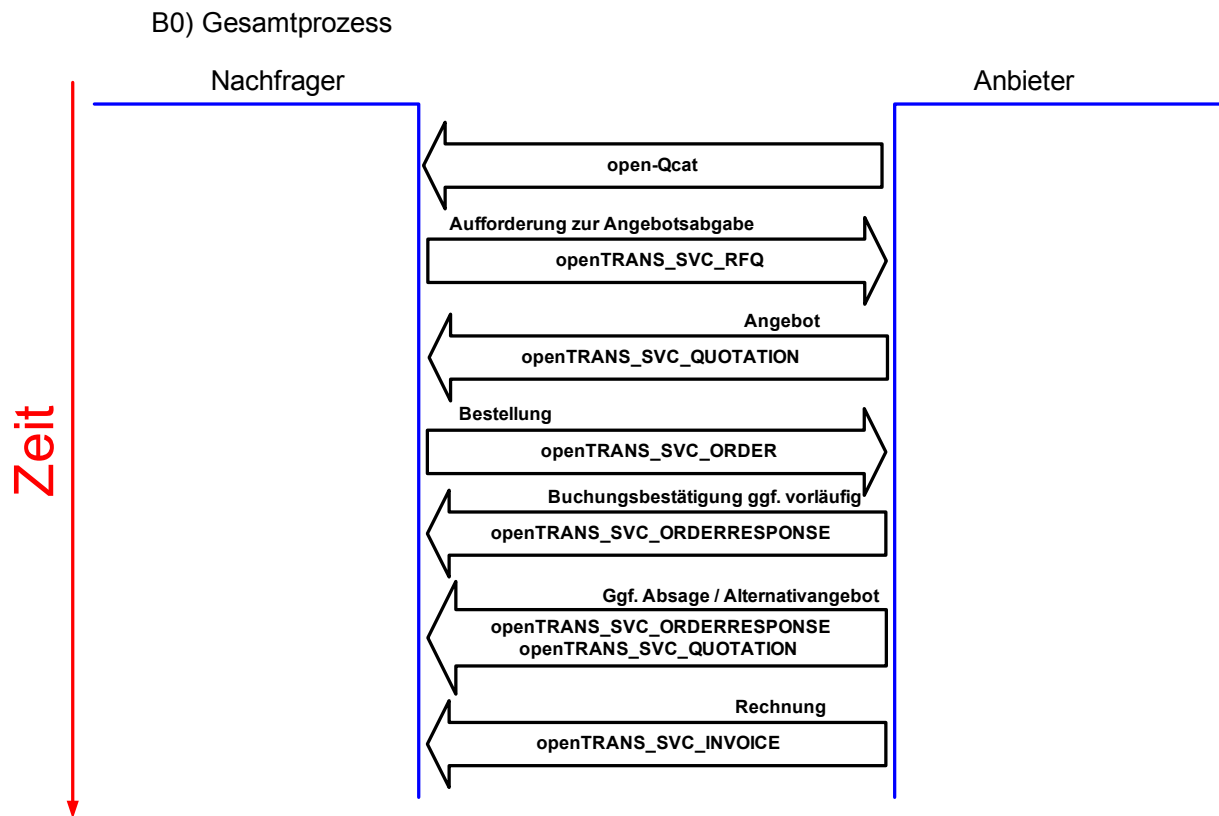 B0) Gesamtprozess
Nachfrager
Anbieter
open-Qcat
Aufforderung zur Angebotsabgabe
openTRANS_SVC_RFQ
Angebot
openTRANS_SVC_QUOTATION
Zeit
Bestellung
openTRANS_SVC_ORDER
Buchungsbestätigung ggf. vorläufig
openTRANS_SVC_ORDERRESPONSE
Ggf. Absage / Alternativangebot
openTRANS_SVC_ORDERRESPONSE
openTRANS_SVC_QUOTATION
Rechnung
openTRANS_SVC_INVOICE